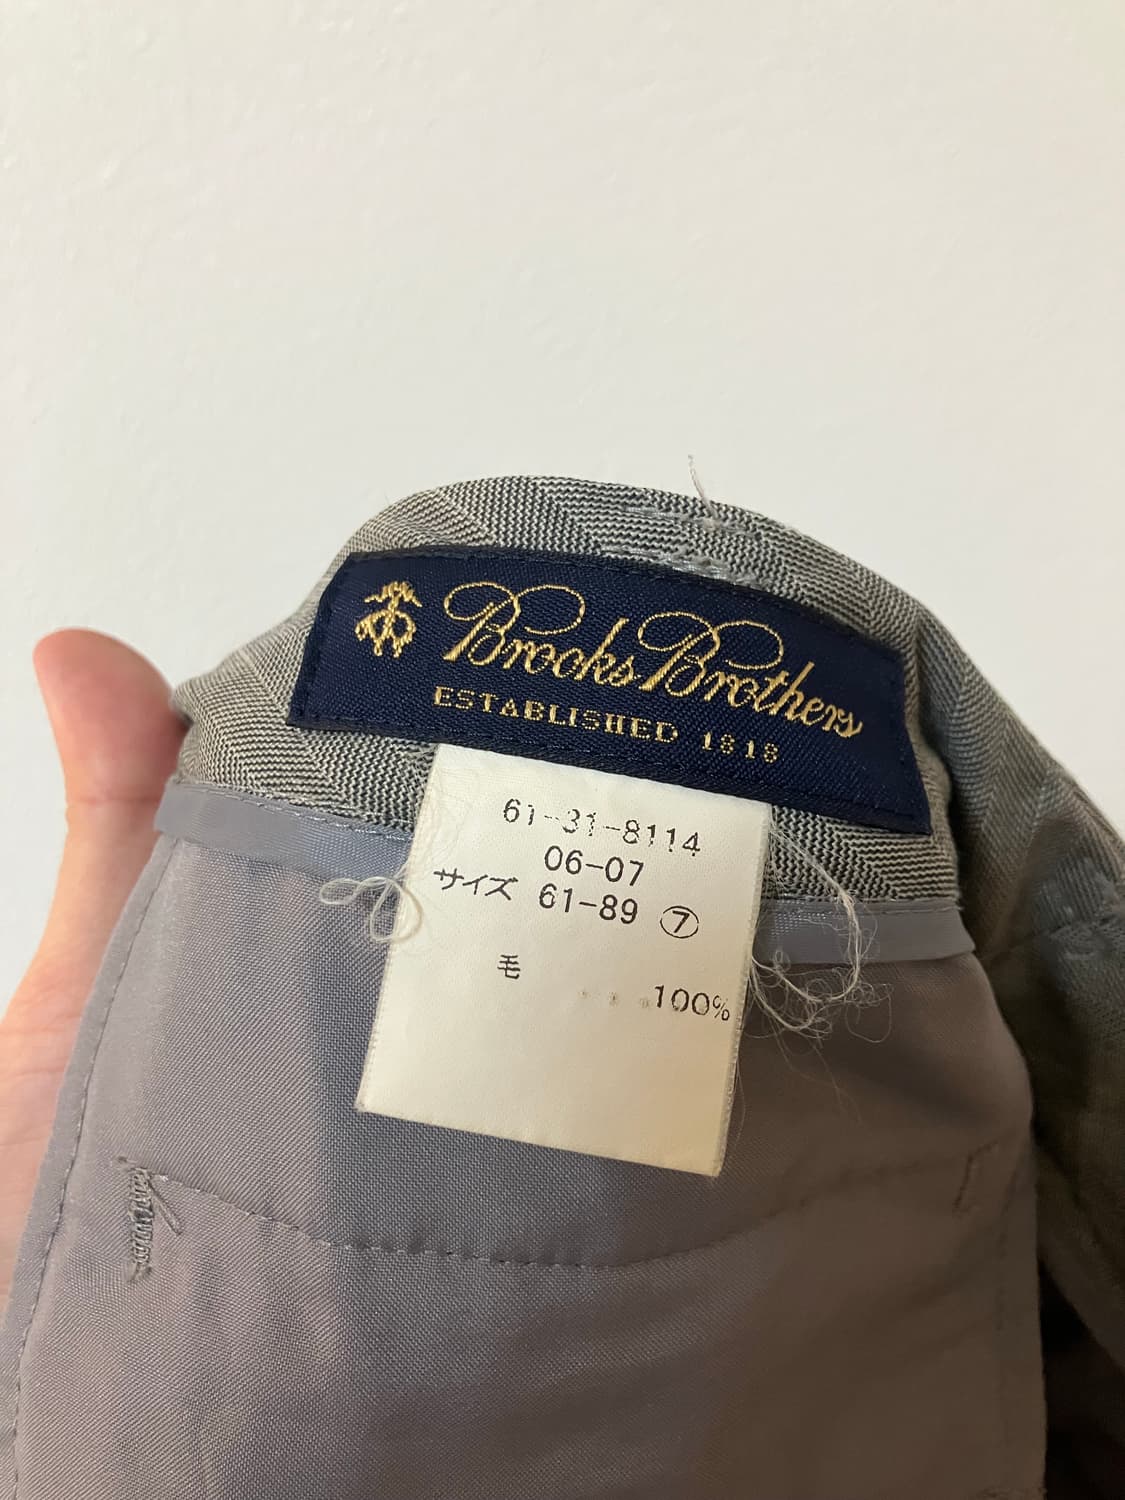 Brooks Brothers
ESTABLISHED 1818
61-31-8114
06-07
サイズ 61-89 ⑦
毛
100%